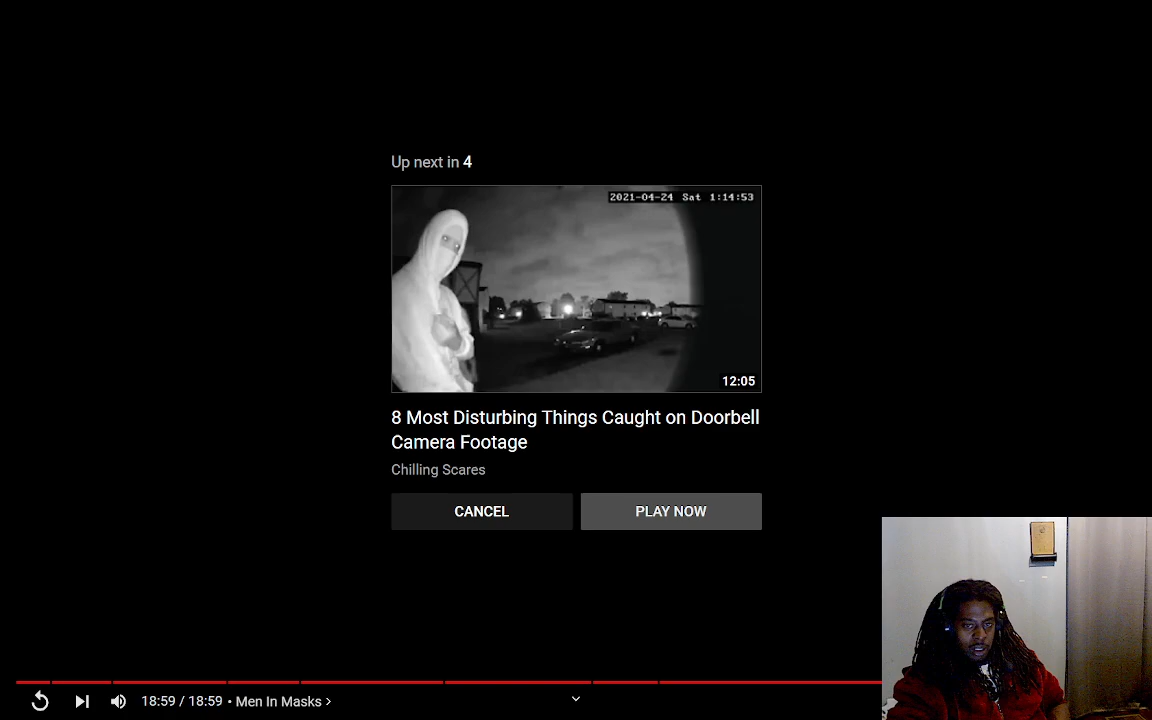 Up next in 4
2021-04-24 Sat 1:14:53
12:05
8 Most Disturbing Things Caught on Doorbell
Camera Footage
Chilling Scares
CANCEL
PLAY NOW
18:59 / 18:59 • Men In Masks >